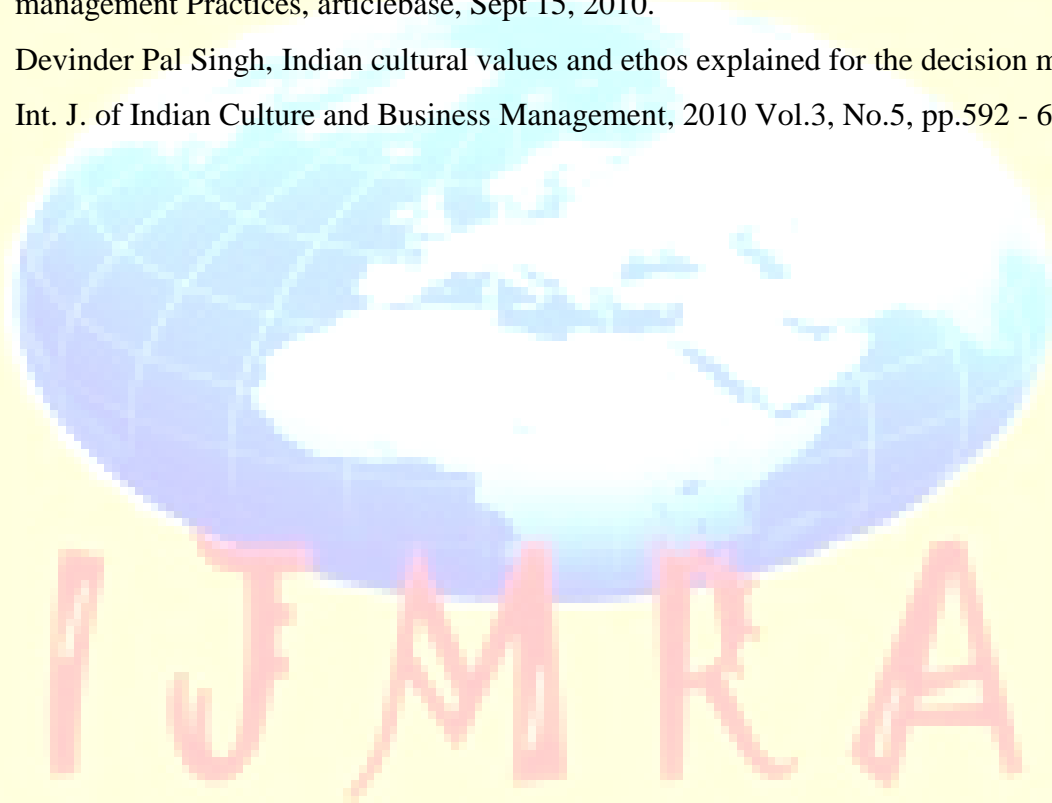 management Practices, articlebase, Sept 15, 2010.
Devinder Pal Singh, Indian cultural values and ethos explained for the decision m
Int. J. of Indian Culture and Business Management, 2010 Vol.3, No.5, pp.592 - 6
IJMRA